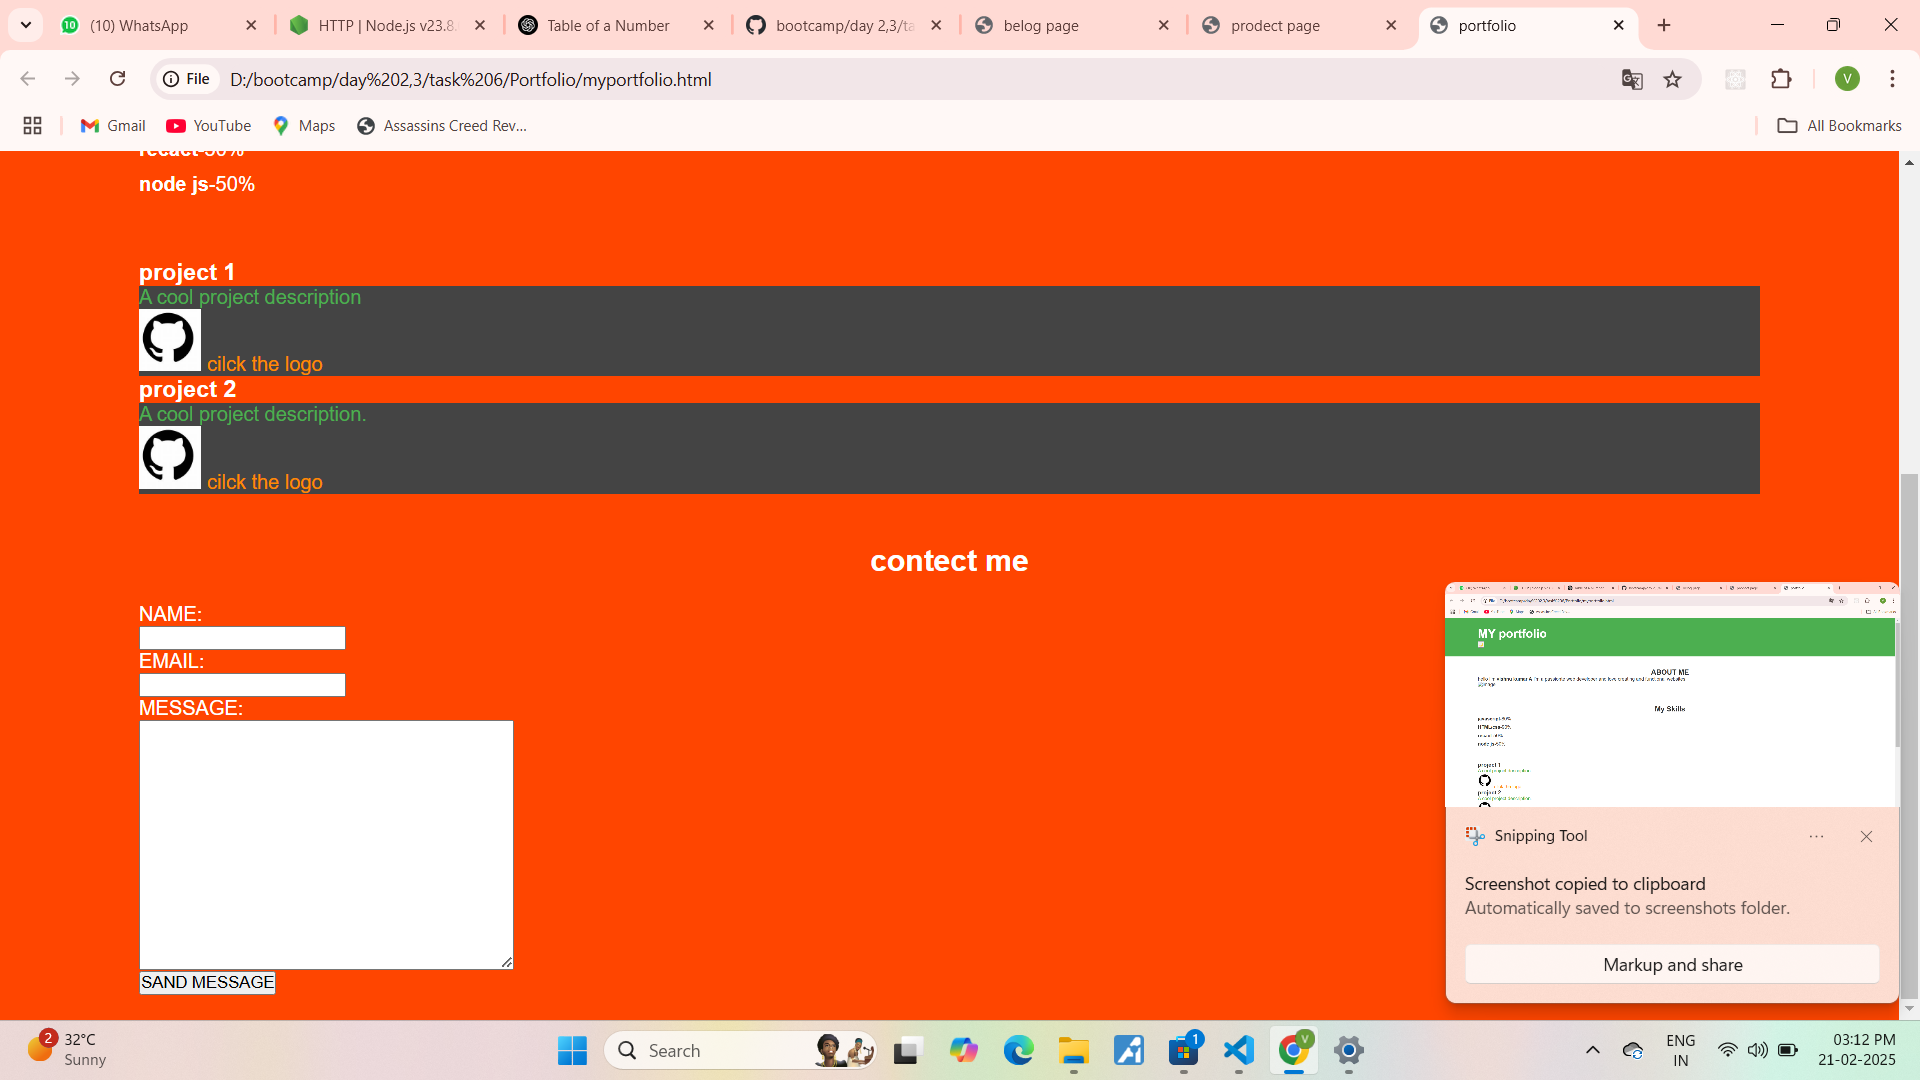 (10) WhatsApp
HTTP | Node.js v23.8.
Table of a Number
bootcamp/day 2,3/ta
belog page
prodect page
portfolio
File
D:/bootcamp/day%202,3/task%206/Portfolio/myportfolio.html
V
Gmail
YouTube
Maps
Assassins Creed Rev...
All Bookmarks
node js-50%
project 1
A cool project description
cilck the logo
project 2
A cool project description.
cilck the logo
contect me
NAME:
EMAIL:
MESSAGE:
SAND MESSAGE
MY portfolio
ABOUT ME
My Skills
project 1
project 2
Snipping Tool
Screenshot copied to clipboard
Automatically saved to screenshots folder.
Markup and share
2
32°C
Sunny
Search
1
V
ENG
IN
03:12 PM
21-02-2025